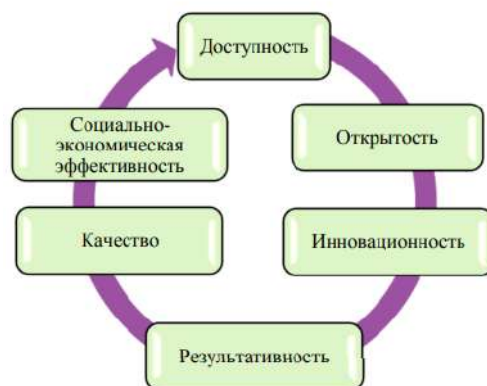 Доступность
Открытость
Инновационность
Результативность
Качество
Социально-
экономическая
эффективность